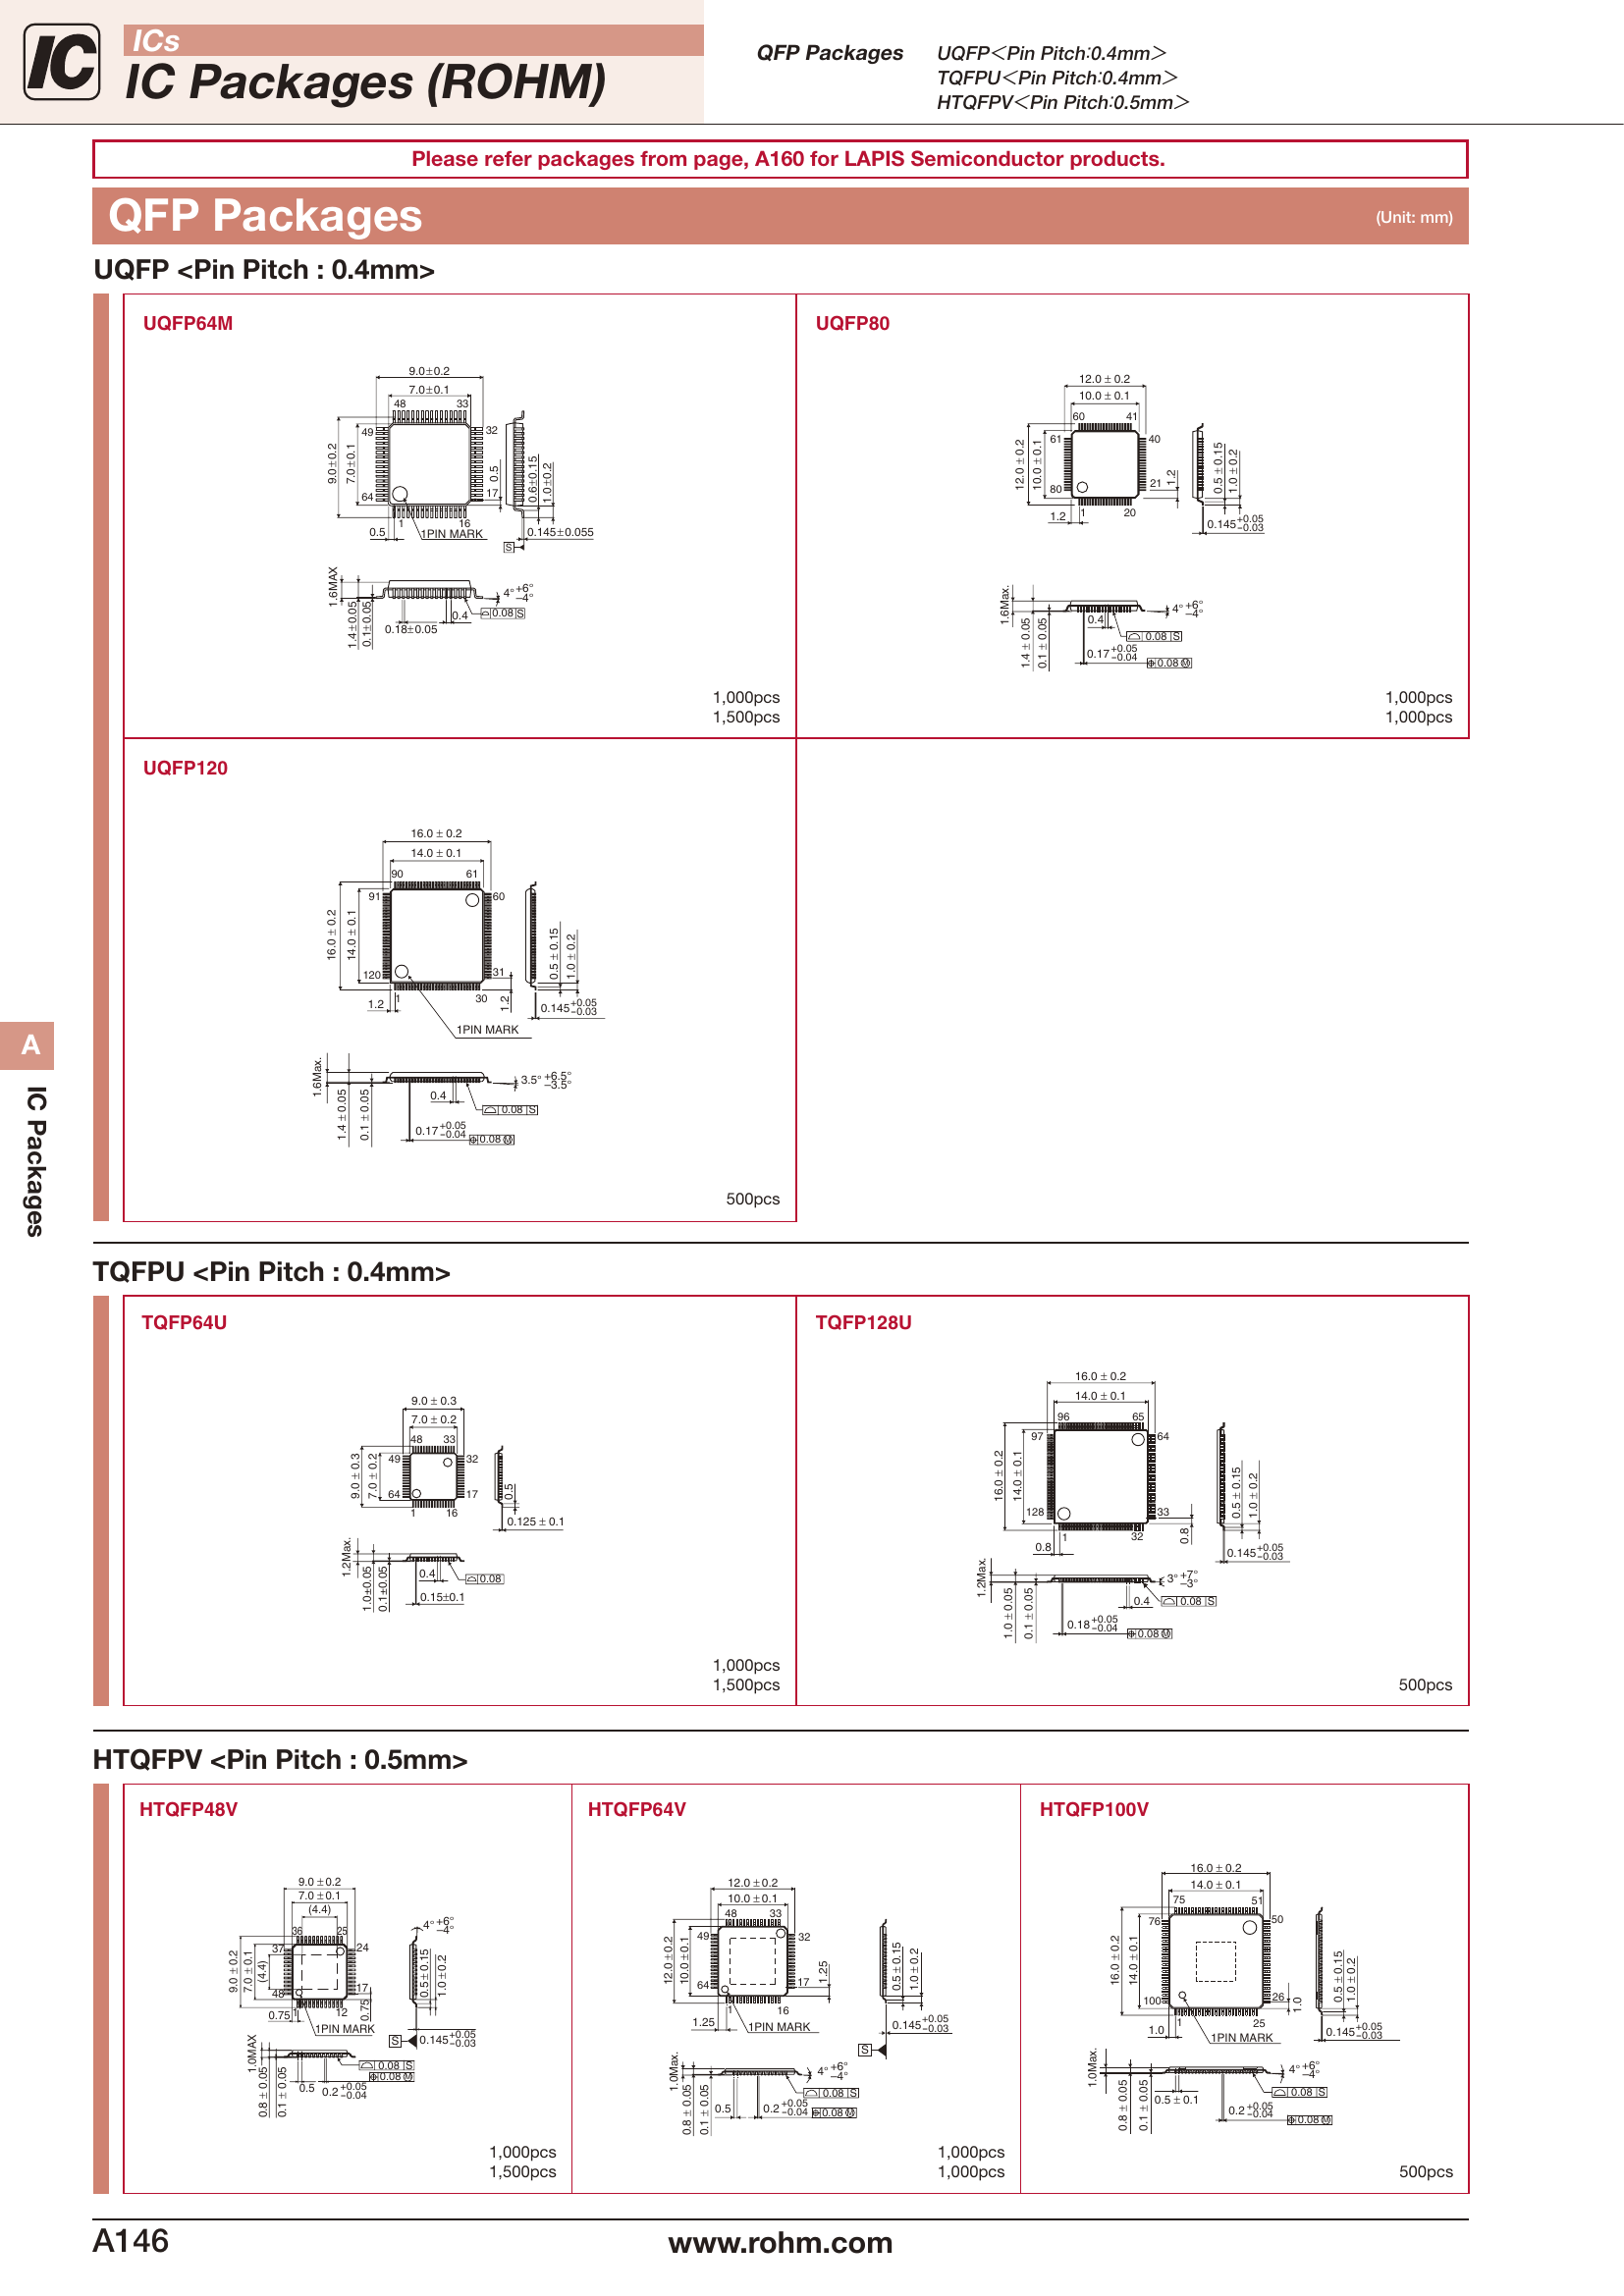 IC
ICs
IC Packages (ROHM)
QFP Packages
UQFP<Pin Pitch:0.4mm>
TQFPU<Pin Pitch:0.4mm>
HTQFPV<Pin Pitch:0.5mm>
Please refer packages from page, A160 for LAPIS Semiconductor products.
QFP Packages
(Unit: mm)
UQFP <Pin Pitch : 0.4mm>
UQFP64M
9.0±0.2
7.0±0.1
48 33
49 32
9.0±0.2
7.0±0.1
64 17
0.5
0.6±0.15
1.0±0.2
1 16
0.5
1PIN MARK
0.145±0.055
S
1.6MAX
1.4±0.05
0.1±0.05
4° +6° −4°
0.4
0.08 S
0.18±0.05
1,000pcs
1,500pcs
UQFP80
12.0 ± 0.2
10.0 ± 0.1
60 41
61 40
12.0 ± 0.2
10.0 ± 0.1
80 21
1.2
0.5 ± 0.15
1.0 ± 0.2
1.2
1 20
0.145 +0.05 −0.03
1.6Max.
1.4 ± 0.05
0.1 ± 0.05
4° +6° −4°
0.4
0.08 S
0.17 +0.05 −0.04
0.08 M
1,000pcs
1,000pcs
UQFP120
16.0 ± 0.2
14.0 ± 0.1
90 61
91 60
16.0 ± 0.2
14.0 ± 0.1
120 31
0.5 ± 0.15
1.0 ± 0.2
1.2
1 30
1.2
0.145 +0.05 −0.03
1PIN MARK
1.6Max.
1.4 ± 0.05
0.1 ± 0.05
3.5° +6.5° −3.5°
0.4
0.08 S
0.17 +0.05 −0.04
0.08 M
500pcs
A
IC Packages
TQFPU <Pin Pitch : 0.4mm>
TQFP64U
9.0 ± 0.3
7.0 ± 0.2
48 33
49 32
9.0 ± 0.3
7.0 ± 0.2
64 17
0.5
1 16
0.125 ± 0.1
1.2Max.
1.0±0.05
0.1±0.05
0.4
0.08
0.15±0.1
1,000pcs
1,500pcs
TQFP128U
16.0 ± 0.2
14.0 ± 0.1
96 65
97 64
16.0 ± 0.2
14.0 ± 0.1
128 33
0.5 ± 0.15
1.0 ± 0.2
0.8
1 32
0.8
0.145 +0.05 −0.03
1.2Max.
1.0 ± 0.05
0.1 ± 0.05
3° +7° −3°
0.4
0.08 S
0.18 +0.05 −0.04
0.08 M
500pcs
HTQFPV <Pin Pitch : 0.5mm>
HTQFP48V
9.0 ± 0.2
7.0 ± 0.1
(4.4)
36 25
37 24
9.0 ± 0.2
7.0 ± 0.1
(4.4)
48 17
0.75
1 12
0.75
1PIN MARK
4° +6° −4°
0.5 ± 0.15
1.0 ± 0.2
S
0.145 +0.05 −0.03
1.0MAX
0.8 ± 0.05
0.1 ± 0.05
0.08 S
0.08 M
0.5
0.2 +0.05 −0.04
1,000pcs
1,500pcs
HTQFP64V
12.0 ± 0.2
10.0 ± 0.1
48 33
49 32
12.0 ± 0.2
10.0 ± 0.1
64 17
1.25
1 16
1.25
1PIN MARK
0.5 ± 0.15
1.0 ± 0.2
0.145 +0.05 −0.03
S
1.0Max.
0.8 ± 0.05
0.1 ± 0.05
4° +6° −4°
0.08 S
0.5
0.2 +0.05 −0.04
0.08 M
1,000pcs
1,000pcs
HTQFP100V
16.0 ± 0.2
14.0 ± 0.1
75 51
76 50
16.0 ± 0.2
14.0 ± 0.1
100 26
1.0
1 25
1.0
1PIN MARK
0.5 ± 0.15
1.0 ± 0.2
0.145 +0.05 −0.03
1.0Max.
0.8 ± 0.05
0.1 ± 0.05
4° +6° −4°
0.08 S
0.5 ± 0.1
0.2 +0.05 −0.04
0.08 M
500pcs
A146
www.rohm.com